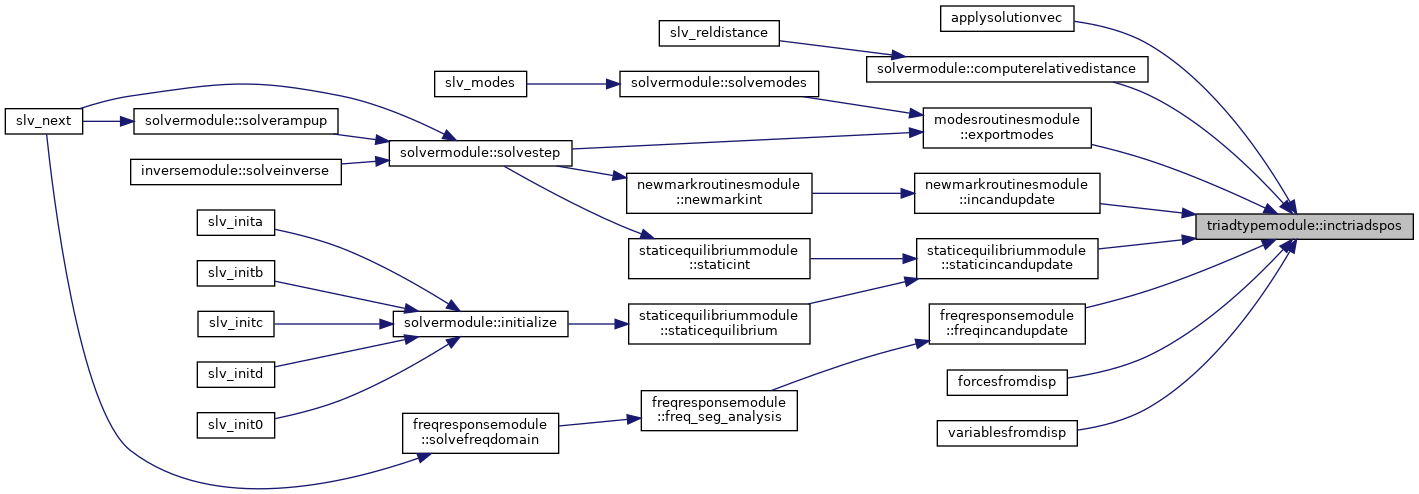 applysolutionvec
slv_reldistance
solvermodule::computerelativedistance
slv_modes
solvermodule::solvemodes
modesroutinesmodule
::exportmodes
slv_next
solvermodule::solverampup
solvermodule::solvestep
inversemodule::solveinverse
newmarkroutinesmodule
::newmarkint
newmarkroutinesmodule
::incandupdate
triadtypemodule::inctriadspos
slv_inita
staticequilibriummodule
::staticint
staticequilibriummodule
::staticincandupdate
slv_initb
slv_initc
solvermodule::initialize
staticequilibriummodule
::staticequilibrium
freqresponsemodule
::freqincandupdate
slv_initd
forcesfromdisp
slv_init0
freqresponsemodule
::solvefreqdomain
freqresponsemodule
::freq_seg_analysis
variablesfromdisp